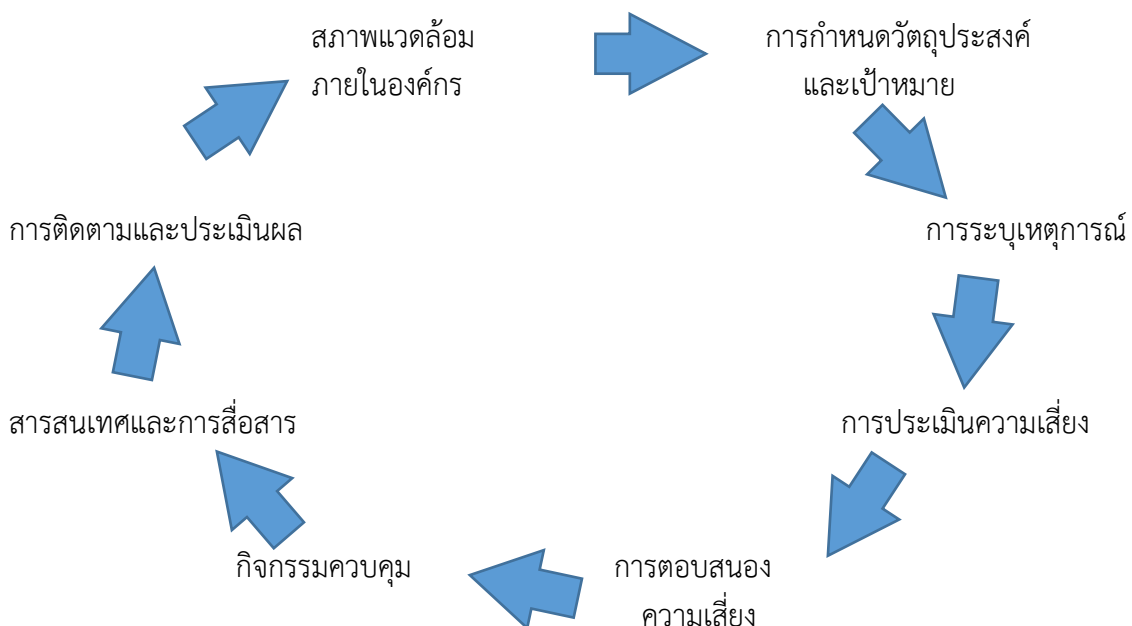 สภาพแวดล้อม
ภายในองค์กร
การกำหนดวัตถุประสงค์
และเป้าหมาย
การระบุเหตุการณ์
การประเมินความเสี่ยง
การตอบสนอง
ความเสี่ยง
กิจกรรมควบคุม
สารสนเทศและการสื่อสาร
การติดตามและประเมินผล